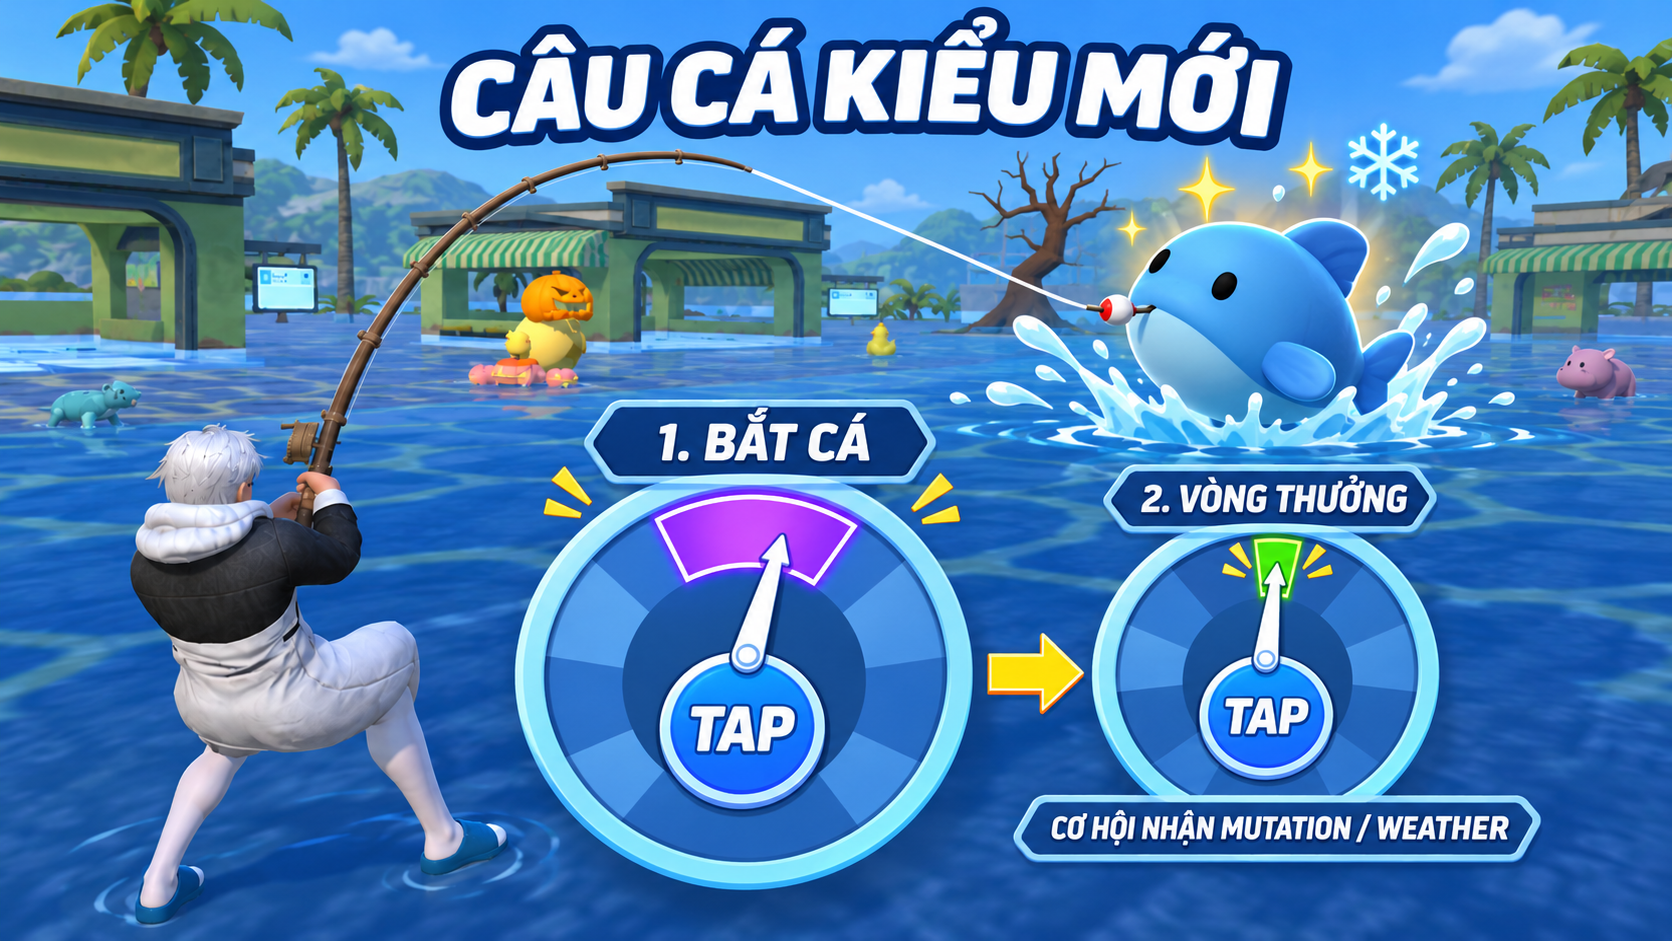 CÂU CÁ KIỂU MỚI
1. BẮT CÁ
2. VÒNG THƯỞNG
TAP
TAP
CƠ HỘI NHẬN MUTATION / WEATHER